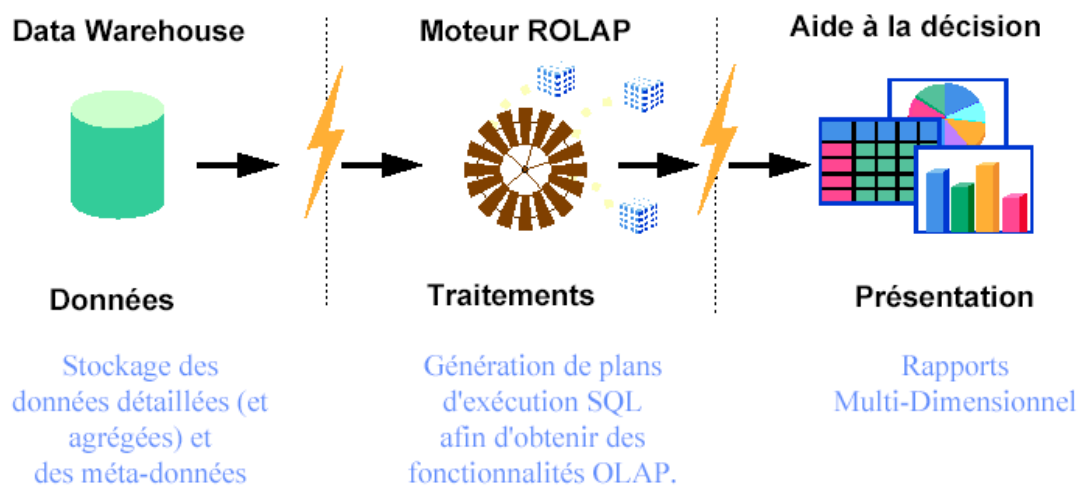 Data Warehouse
Moteur ROLAP
Aide à la décision
Données
Traitements
Présentation
Stockage des
données détaillées (et
agrégées) et
des méta-données
Génération de plans
d'exécution SQL
afin d'obtenir des
fonctionnalités OLAP.
Rapports
Multi-Dimensionnel